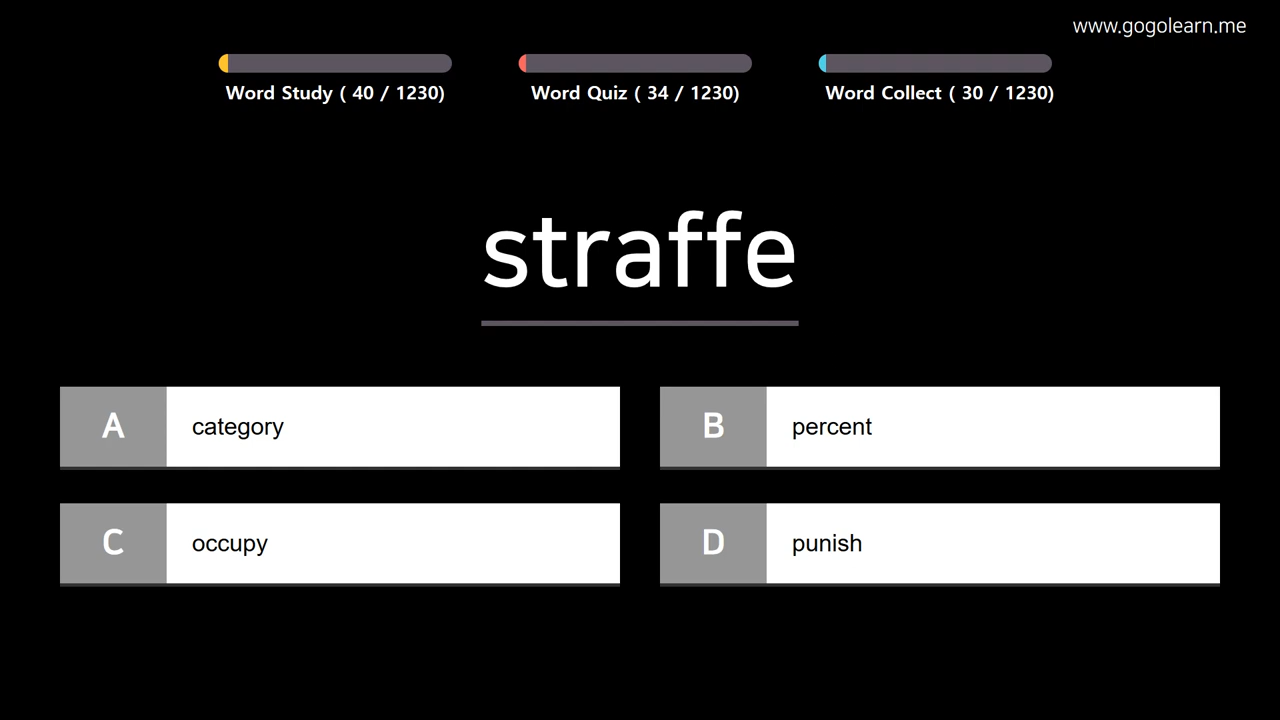 www.gogolearn.me
Word Study ( 40 / 1230)
Word Quiz ( 34 / 1230)
Word Collect ( 30 / 1230)
straffe
A
category
B
percent
C
occupy
D
punish